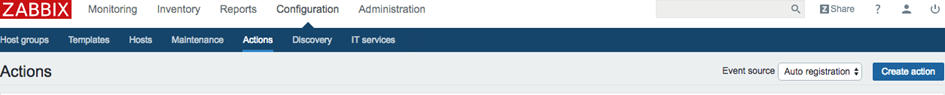 ZABBIX Monitoring Inventory Reports Configuration Administration Z Share ?
Host groups Templates Hosts Maintenance Actions Discovery IT services
Actions Event source Auto registration Create action